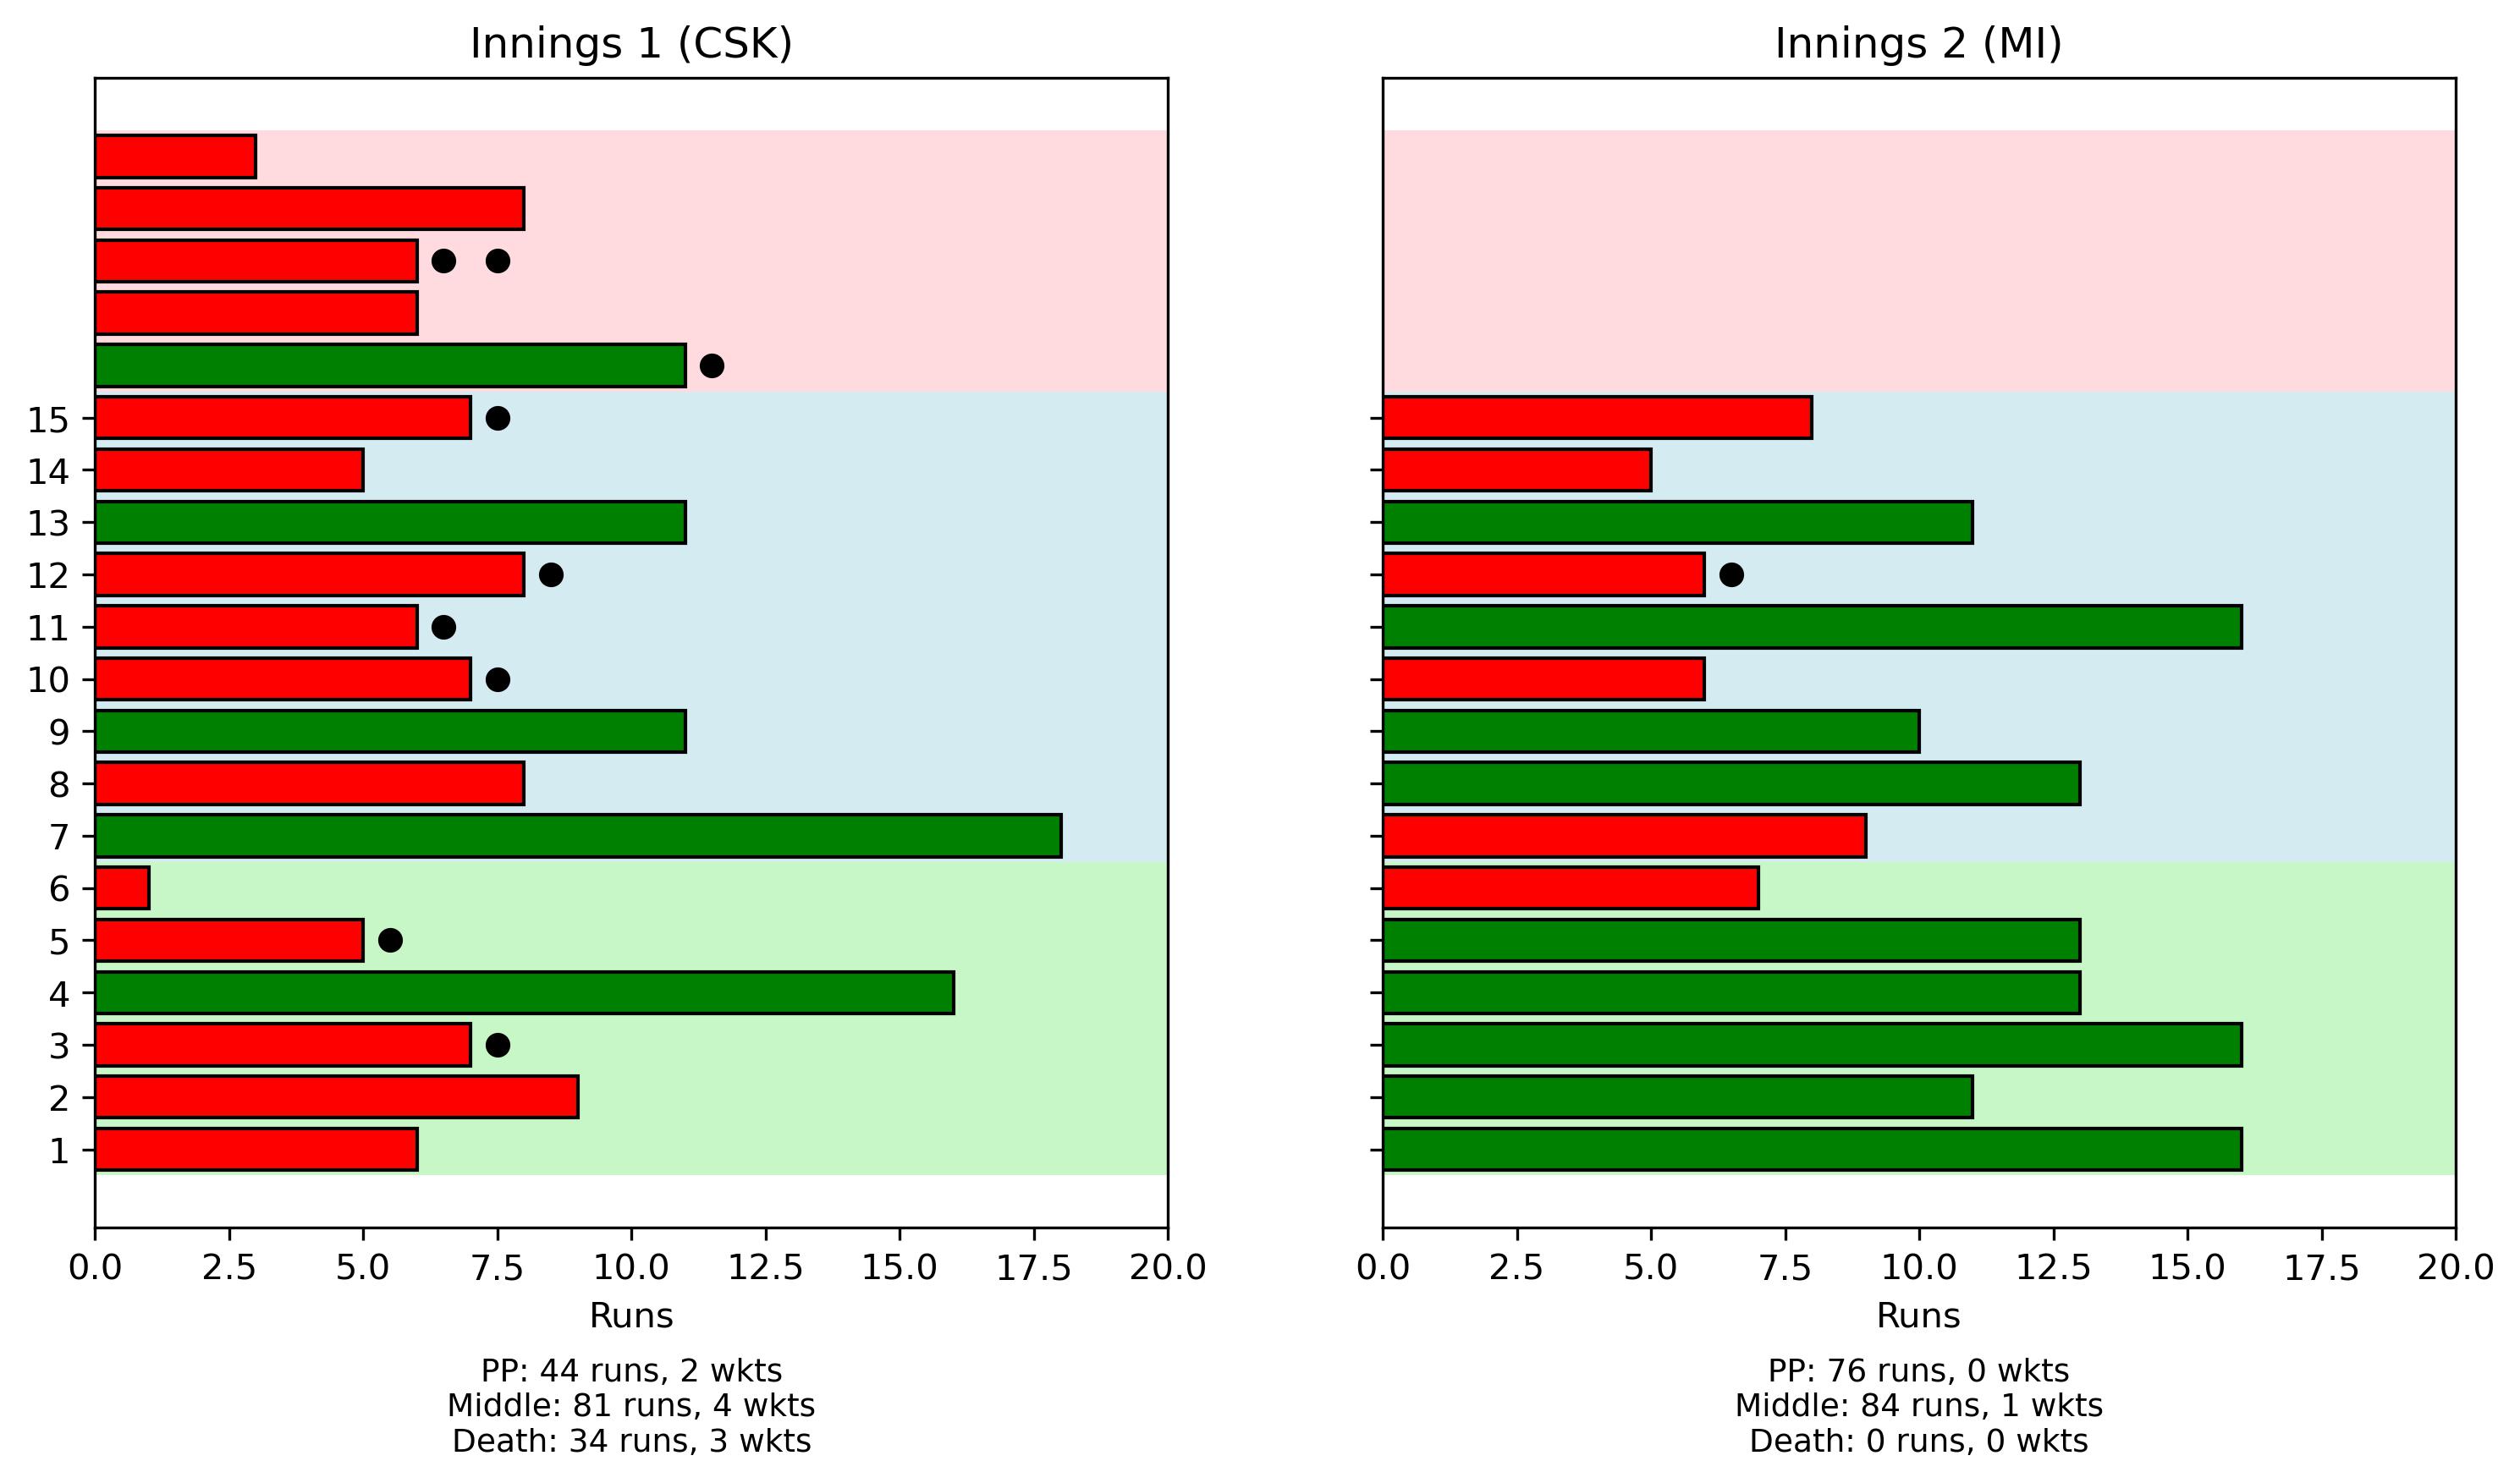 Innings 1 (CSK)
15
14
13
12
11
10
9
8
7
6
5
4
3
2
1
0.0 2.5 5.0 7.5 10.0 12.5 15.0 17.5 20.0
Runs
PP: 44 runs, 2 wkts
Middle: 81 runs, 4 wkts
Death: 34 runs, 3 wkts
Innings 2 (MI)
0.0 2.5 5.0 7.5 10.0 12.5 15.0 17.5 20.0
Runs
PP: 76 runs, 0 wkts
Middle: 84 runs, 1 wkts
Death: 0 runs, 0 wkts